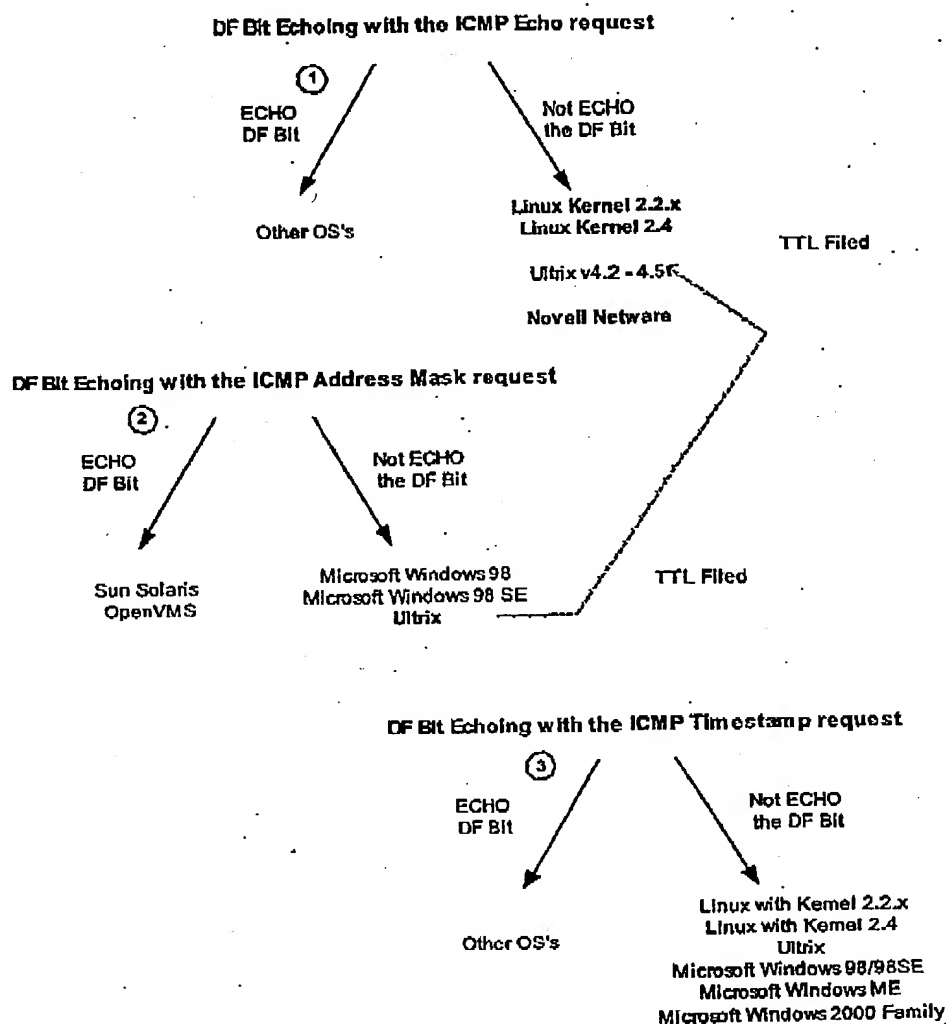 DF Bit Echoing with the ICMP Echo request
1
ECHO
DF Bit
Not ECHO
the DF Bit
Other OS's
Linux Kernel 2.2.x
Linux Kernel 2.4
Ultrix v4.2 - 4.5
Novell Netware
TTL Filed
DF Bit Echoing with the ICMP Address Mask request
2
ECHO
DF Bit
Not ECHO
the DF Bit
Sun Solaris
OpenVMS
Microsoft Windows 98
Microsoft Windows 98 SE
Ultrix
TTL Filed
DF Bit Echoing with the ICMP Timestamp request
3
ECHO
DF Bit
Not ECHO
the DF Bit
Other OS's
Linux with Kernel 2.2.x
Linux with Kernel 2.4
Ultrix
Microsoft Windows 98/98SE
Microsoft Windows ME
Microsoft Windows 2000 Family